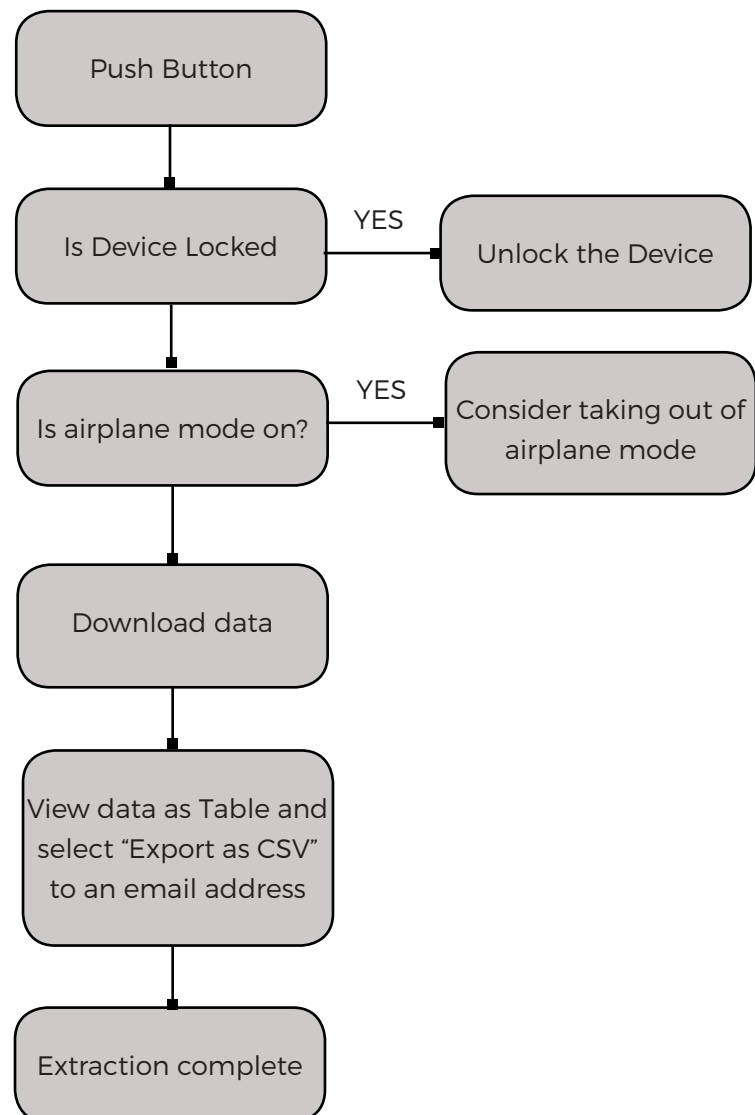 Push Button
Is Device Locked
YES
Unlock the Device
Is airplane mode on?
YES
Consider taking out of
airplane mode
Download data
View data as Table and
select “Export as CSV”
to an email address
Extraction complete